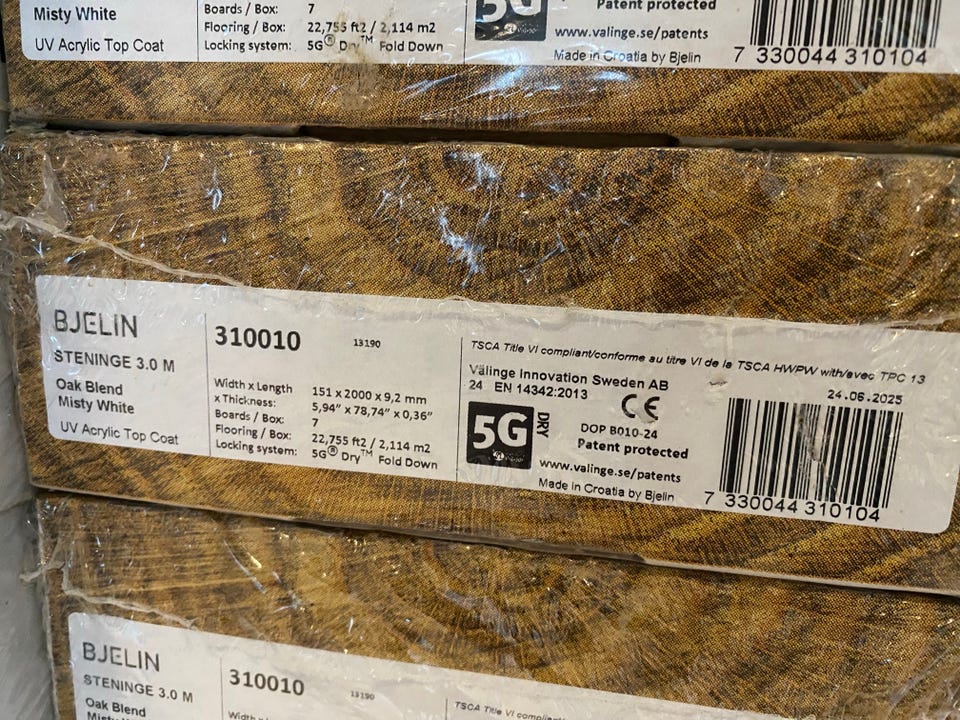 Misty White
UV Acrylic Top Coat
Boards / Box: 7
Flooring / Box: 22,755 ft2 / 2,114 m2
Locking system: 5G® Dry™ Fold Down
5G
Patent protected
www.valinge.se/patents
Made in Croatia by Bjelin
7 330044 310104
BJELIN
STENINGE 3.0 M
Oak Blend
Misty White
UV Acrylic Top Coat
310010 13190
Width x Length
x Thickness:
151 x 2000 x 9,2 mm
5,94” x 78,74” x 0,36”
Boards / Box: 7
Flooring / Box: 22,755 ft2 / 2,114 m2
Locking system: 5G® Dry™ Fold Down
TSCA Title VI compliant/conforme au titre VI de la TSCA HWPW with/avec TPC 13
Välinge Innovation Sweden AB
24 EN 14342:2013
CE
24.06.2025
5G DRY
DOP B010-24
Patent protected
www.valinge.se/patents
Made in Croatia by Bjelin
7 330044 310104
BJELIN
STENINGE 3.0 M
Oak Blend
310010 13190
TSCA Title VI compliant/